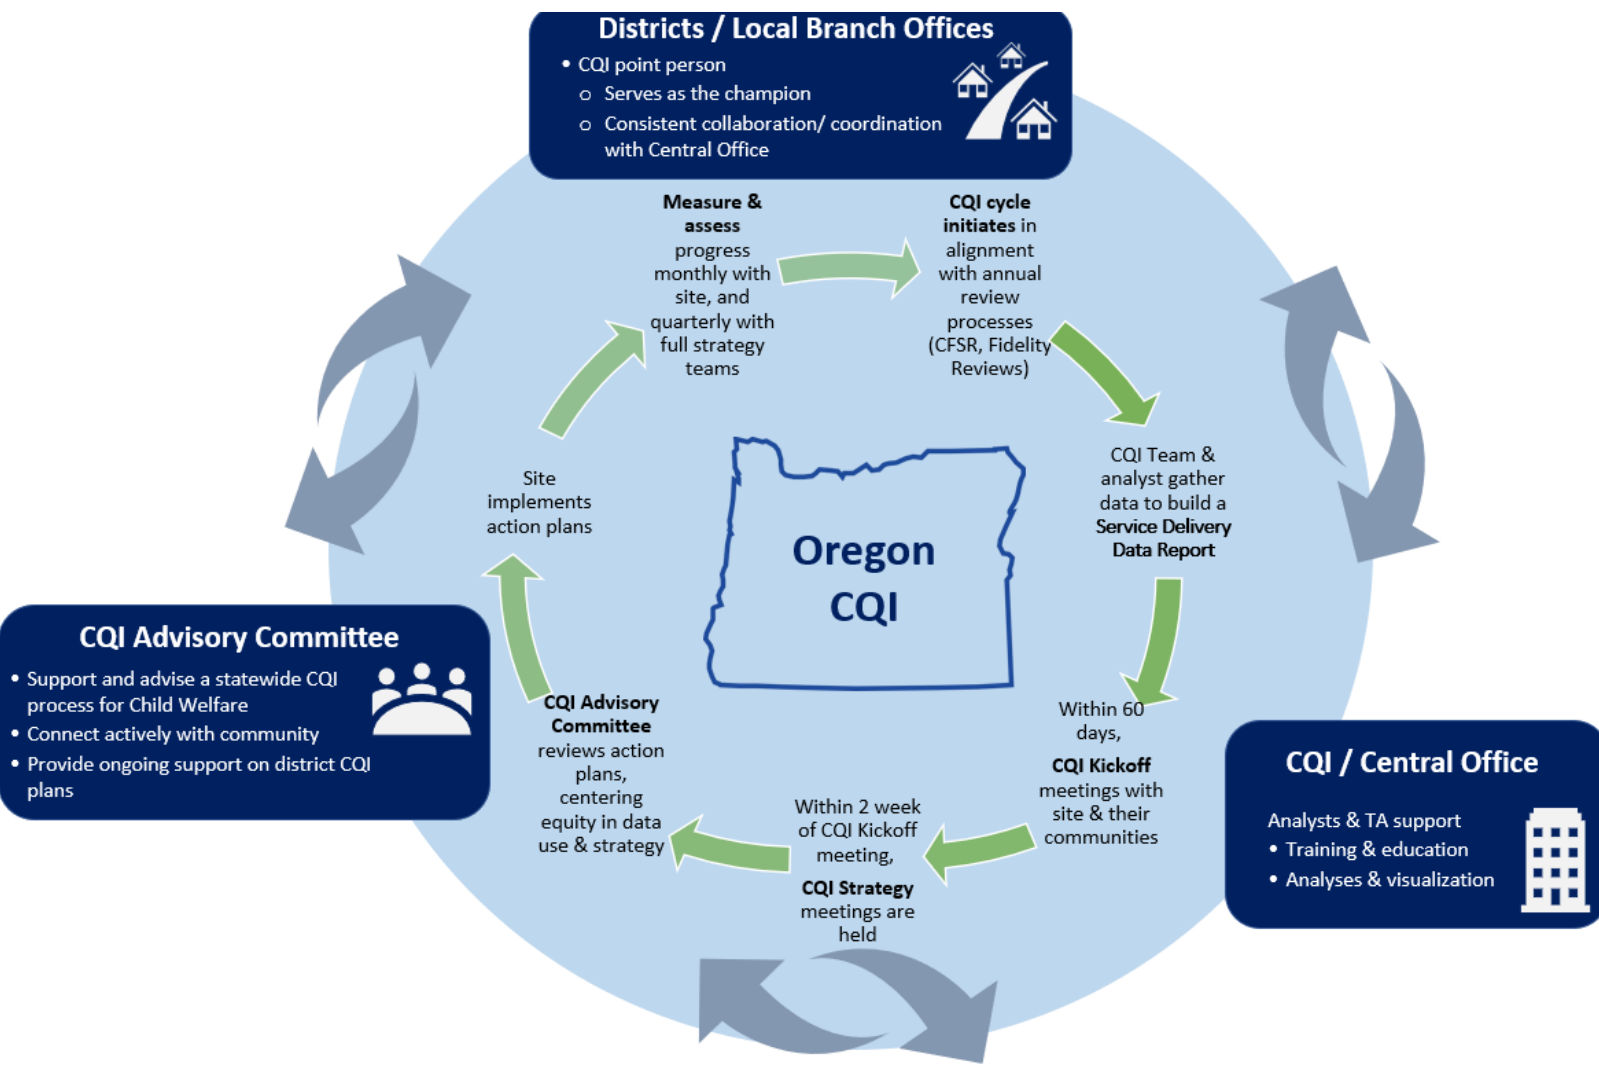 Districts / Local Branch Offices
• CQI point person
o Serves as the champion
o Consistent collaboration/ coordination
with Central Office
Measure &
assess
progress
monthly with
site, and
quarterly with
full strategy
teams
CQI cycle
initiates in
alignment
with annual
review
processes
(CFSR, Fidelity
Reviews)
CQI Team &
analyst gather
data to build a
Service Delivery
Data Report
Within 60
days,
CQI Kickoff
meetings with
site & their
communities
Within 2 week
of CQI Kickoff
meeting,
CQI Strategy
meetings are
held
CQI Advisory
Committee
reviews action
plans,
centering
equity in data
use & strategy
Site
implements
action plans
Oregon
CQI
CQI Advisory Committee
• Support and advise a statewide CQI
process for Child Welfare
• Connect actively with community
• Provide ongoing support on district CQI
plans
CQI / Central Office
Analysts & TA support
• Training & education
• Analyses & visualization